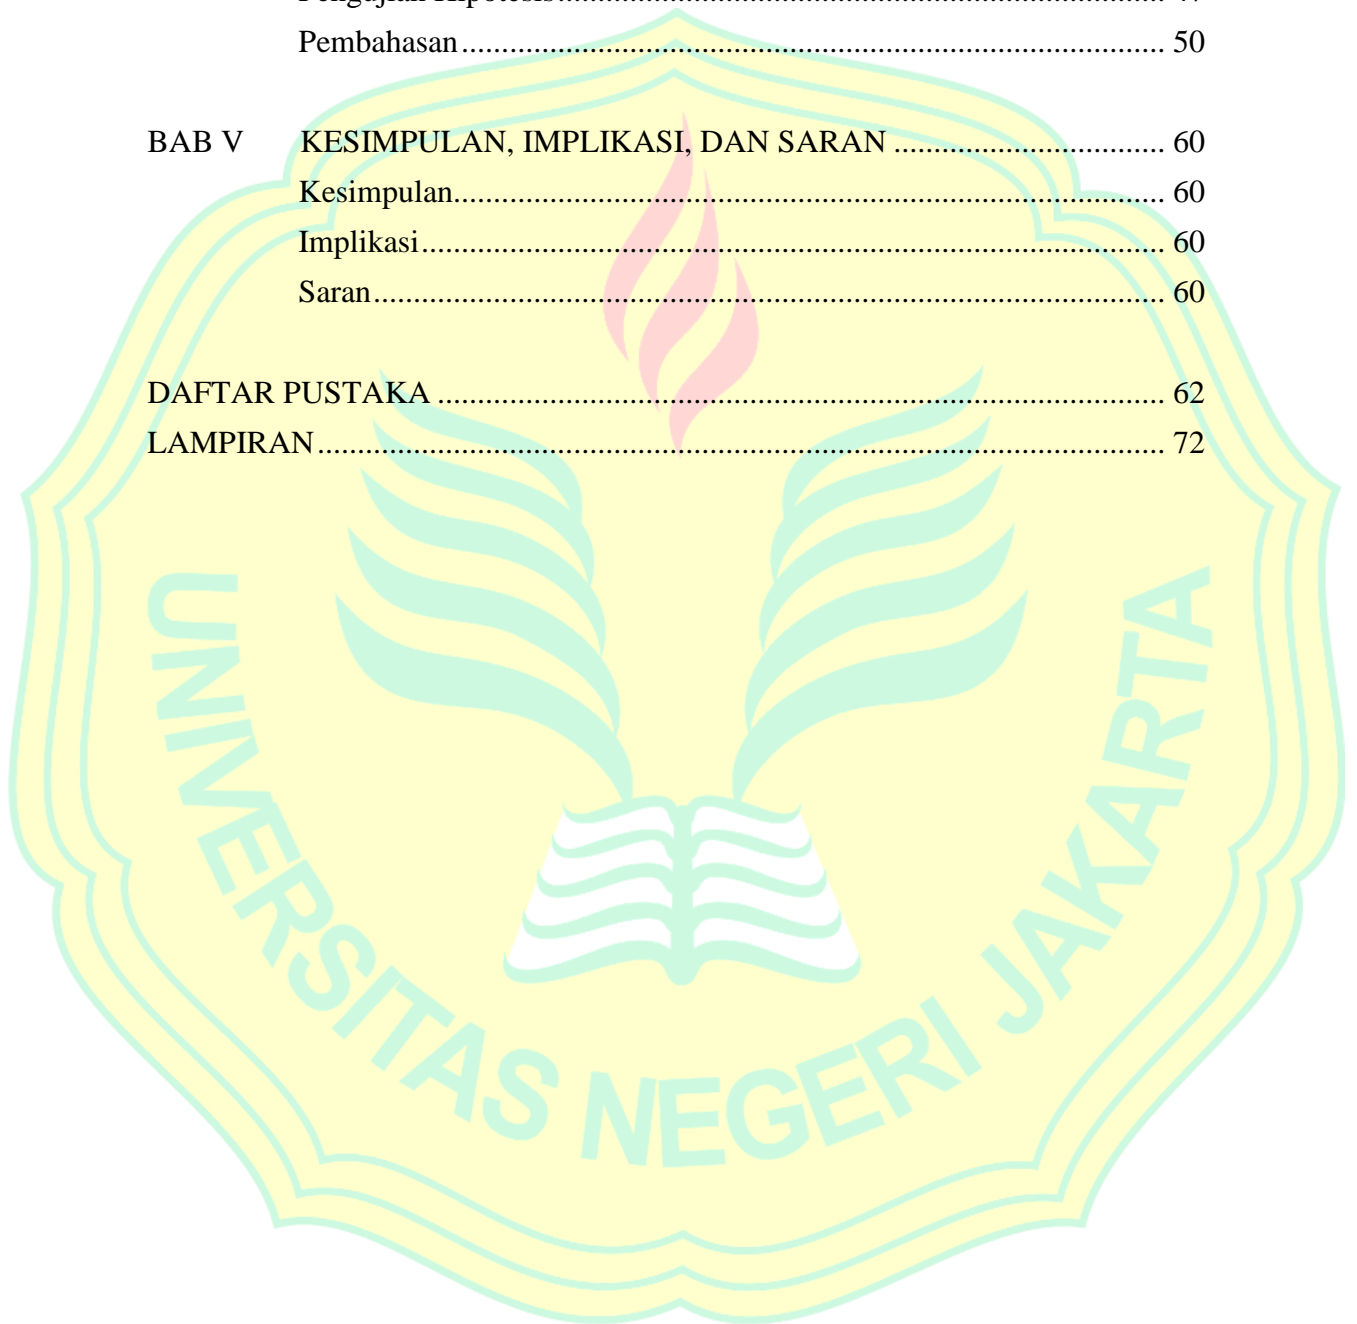 Pembahasan........................................................................... 50
BAB V KESIMPULAN, IMPLIKASI, DAN SARAN ............................. 60
Kesimpulan............................................................................ 60
Implikasi................................................................................ 60
Saran..................................................................................... 60
DAFTAR PUSTAKA ............................................................................. 62
LAMPIRAN.......................................................................................... 72
UNIVERSITAS NEGERI JAKARTA